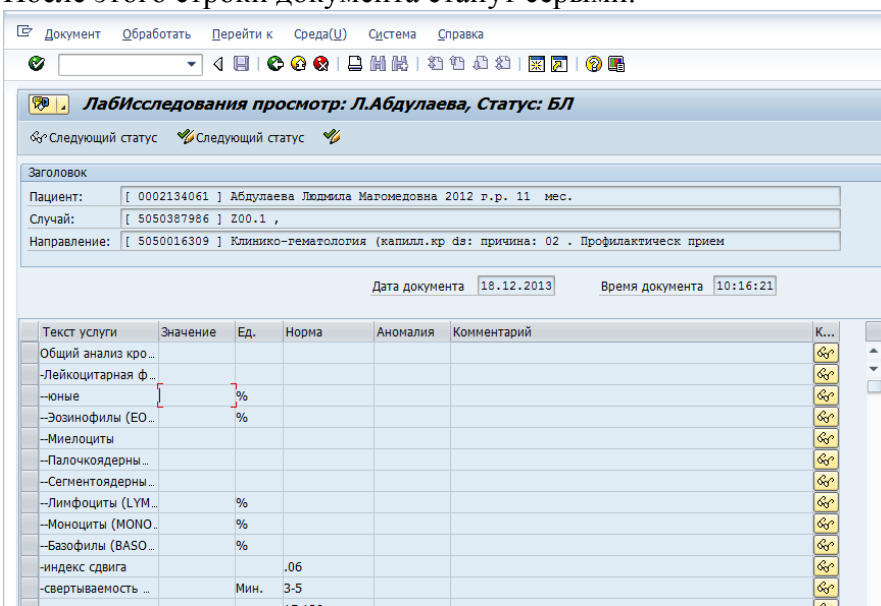 После этого строки документа станут серыми:
Документ Обработать Перейти к Среда(U) Система Справка
ЛабИсследования просмотр: Л.Абдулаева, Статус: БЛ
Следующий статус Следующий статус
Заголовок
Пациент: [ 0002134061 ] Абдулаева Людмила Магомедовна 2012 г.р. 11 мес.
Случай: [ 5050387986 ] Z00.1 ,
Направление: [ 5050016309 ] Клинико-гематология (капилл.кр ds: причина: 02 . Профилактическ прием
Дата документа 18.12.2013 Время документа 10:16:21
Текст услуги Значение Ед. Норма Аномалия Комментарий К...
Общий анализ кро...
-Лейкоцитарная ф...
--юные %
--Эозинофилы (EO... %
--Миелоциты
--Палочкоядерны...
--Сегментоядерны...
--Лимфоциты (LYM... %
--Моноциты (MONO... %
--Базофилы (BASO... %
-индекс сдвига .06
-свертываемость ... Мин. 3-5